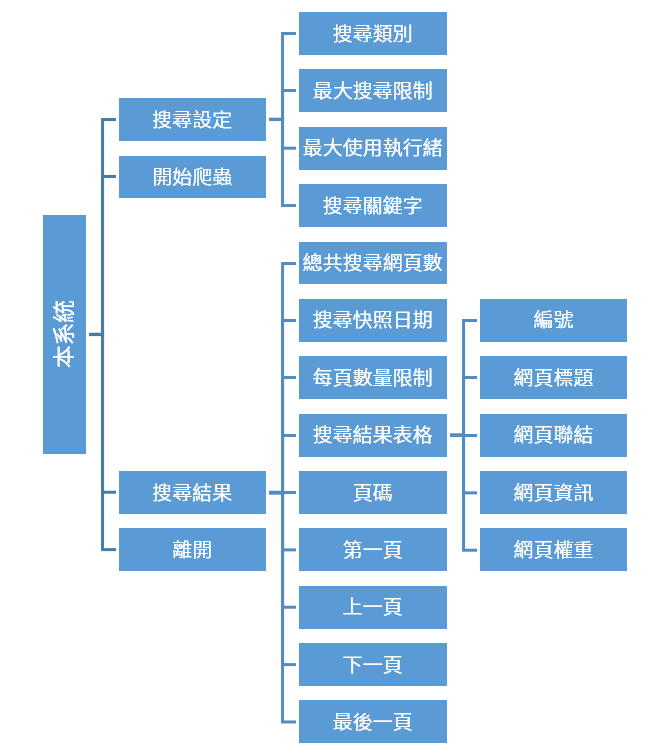 本系統
搜尋設定
搜尋類別
最大搜尋限制
最大使用執行緒
搜尋關鍵字
開始爬蟲
搜尋結果
總共搜尋網頁數
搜尋快照日期
每頁數量限制
搜尋結果表格
編號
網頁標題
網頁聯結
網頁資訊
網頁權重
頁碼
第一頁
上一頁
下一頁
最後一頁
離開